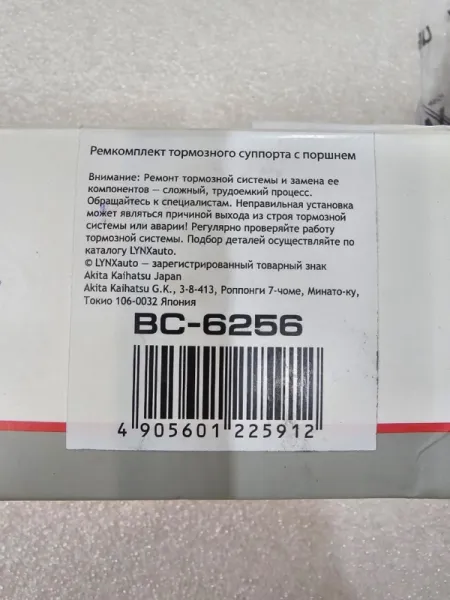 Ремкомплект тормозного суппорта с поршнем
Внимание: Ремонт тормозной системы и замена ее
компонентов – сложный, трудоемкий процесс.
Обращайтесь к специалистам. Неправильная установка
может являться причиной выхода из строя тормозной
системы или аварии! Регулярно проверяйте работу
тормозной системы. Подбор деталей осуществляйте по
каталогу LYNXauto.
© LYNXauto – зарегистрированный товарный знак
Akita Kaihatsu Japan
Akita Kaihatsu G.K., 3-8-413, Роппонги 7-чоме, Минато-ку,
Токио 106-0032 Япония
BC-6256
4 905601 225912